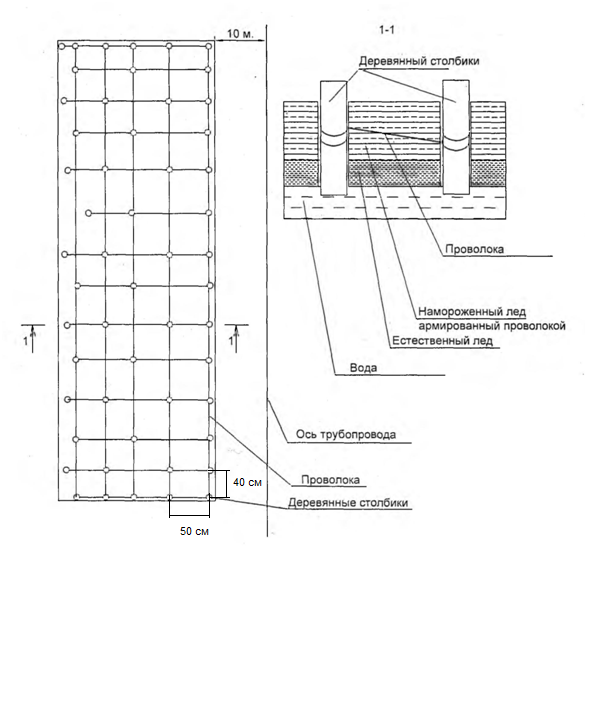 10 м.
1-1
Деревянный столбики
Проволока
Намороженный лед
армированный проволокой
Естественный лед
1
1
Вода
Ось трубопровода
Проволока
40 см
Деревянные столбики
50 см